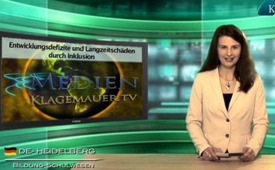 K
Entwicklungsdefizite und Langzeitschäden
durch Inklusion
MEDIEN
KLAGEMAUER.TV
DE-HEIDELBERG
BILDUNG-SCHULWESEN